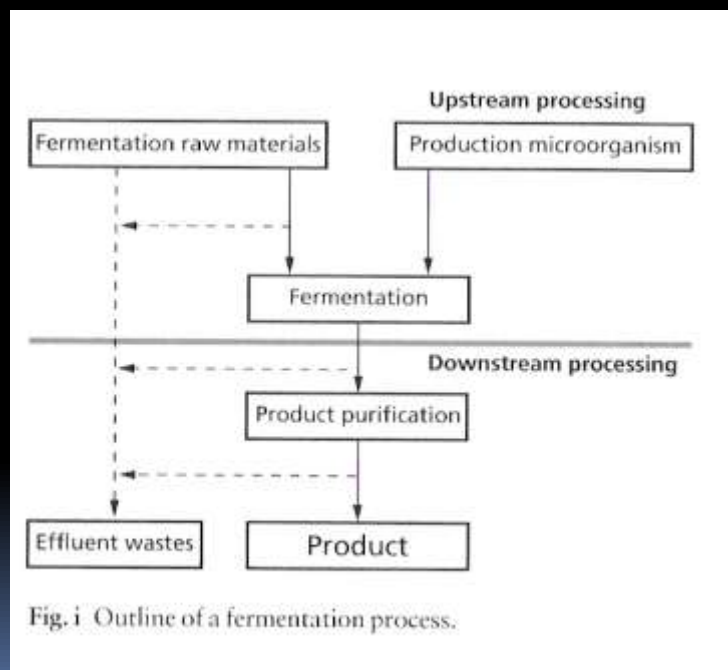 Upstream processing
Fermentation raw materials
Production microorganism
Fermentation
Downstream processing
Product purification
Effluent wastes
Product
Fig. i Outline of a fermentation process.